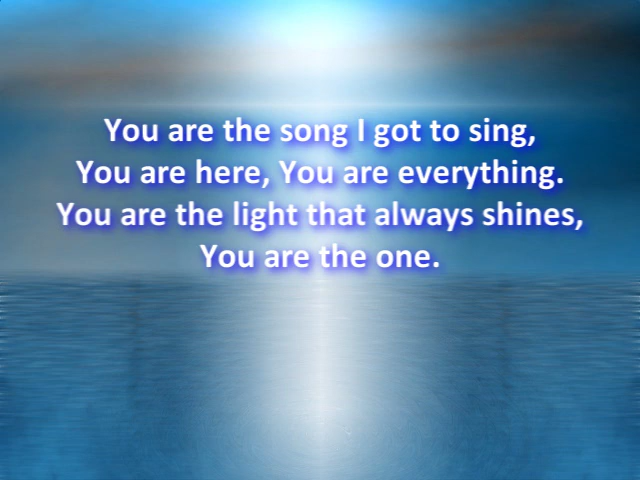 You are the song I got to sing,
You are here, You are everything.
You are the light that always shines,
You are the one.